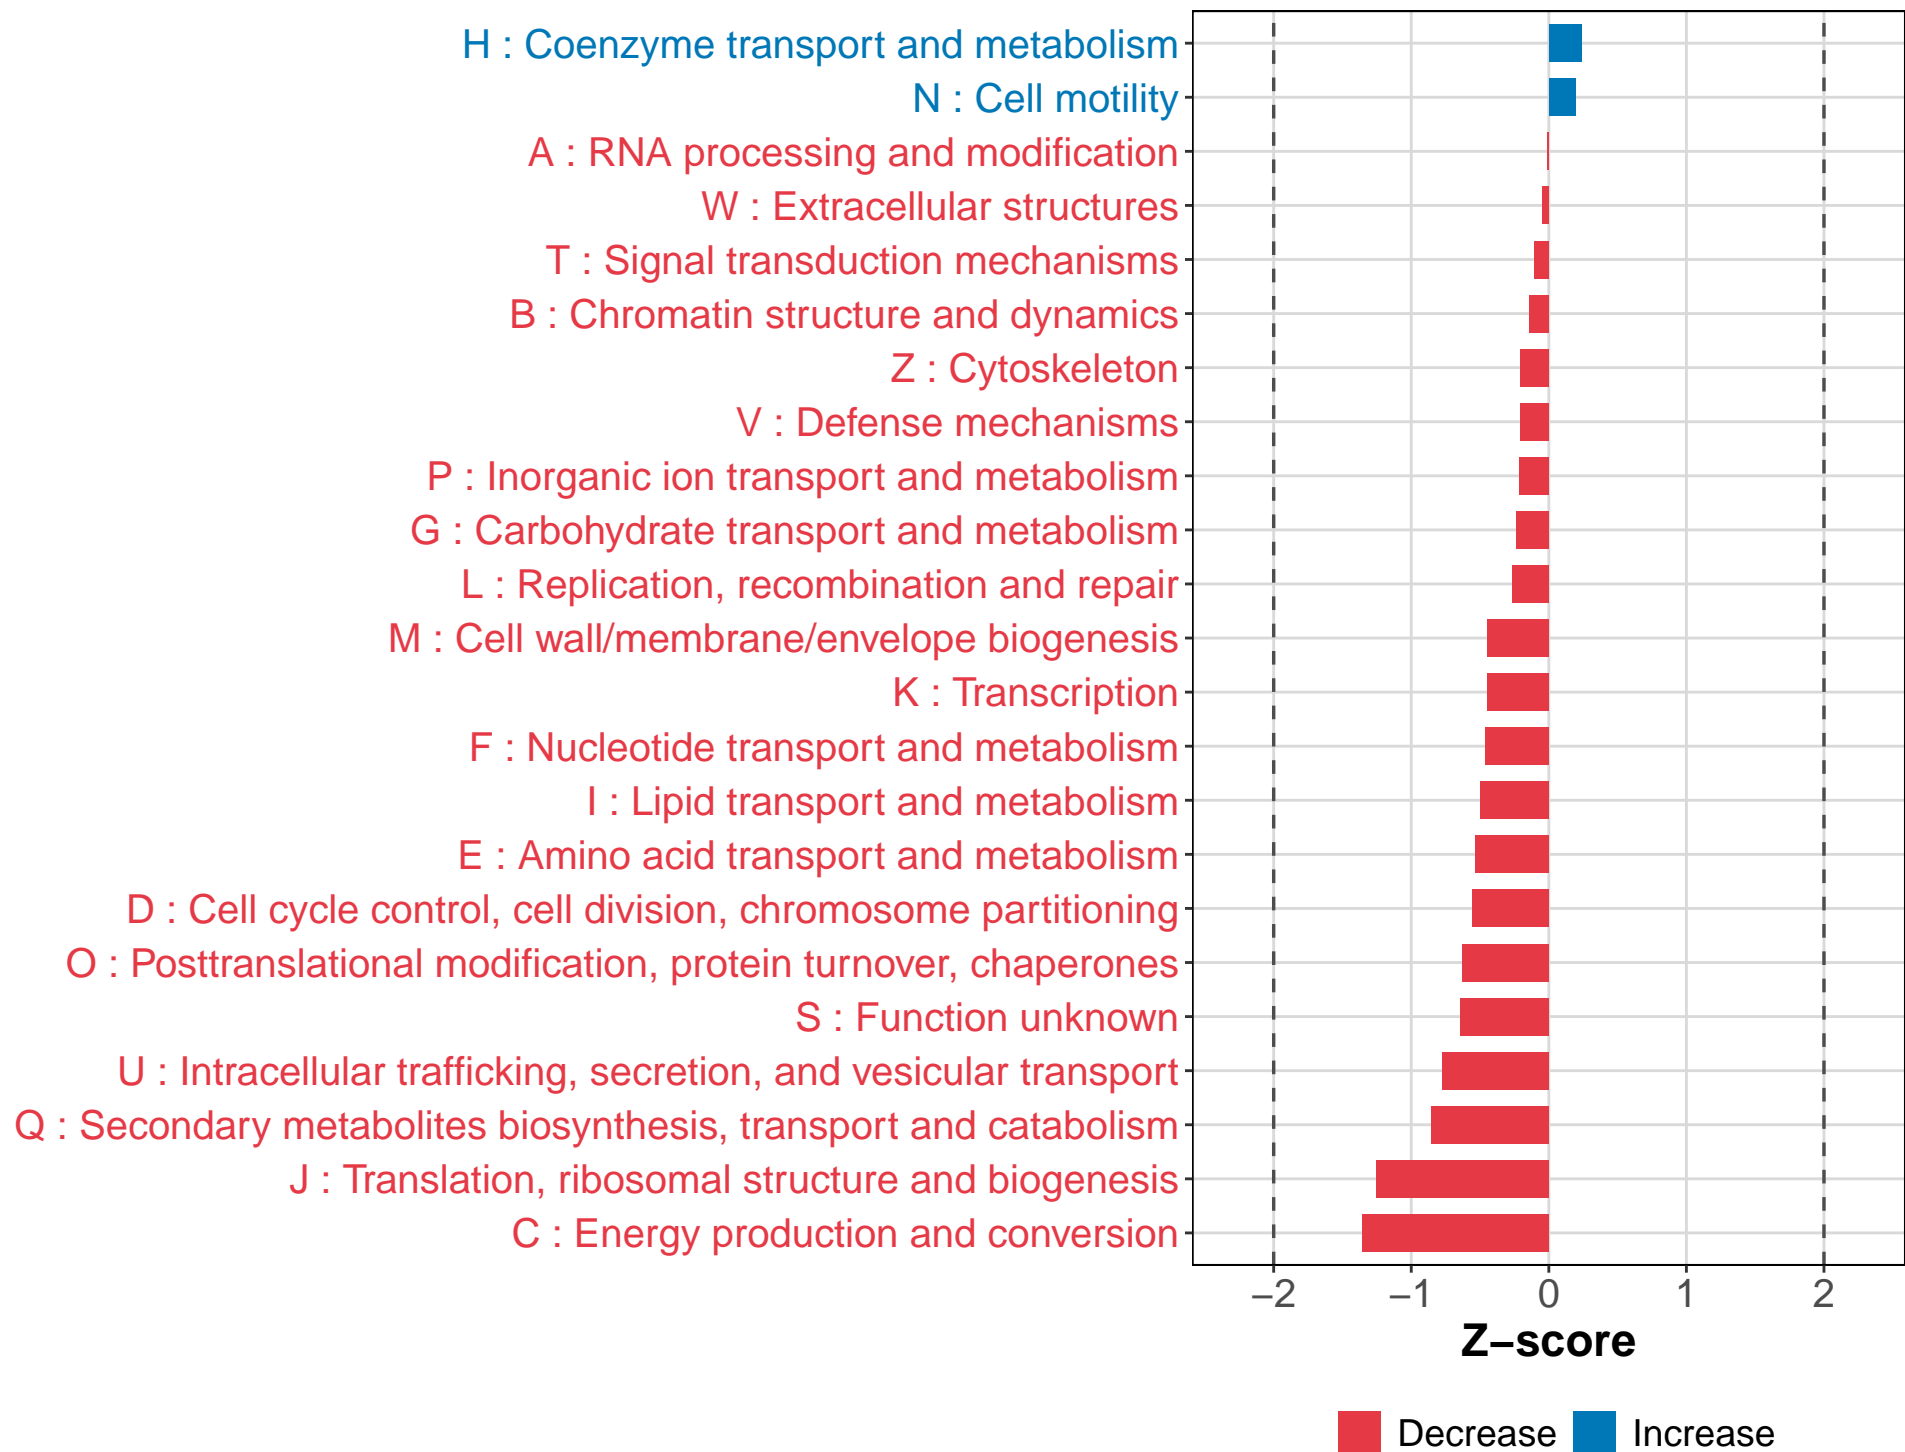 H : Coenzyme transport and metabolism
N : Cell motility
A : RNA processing and modification
W : Extracellular structures
T : Signal transduction mechanisms
B : Chromatin structure and dynamics
Z : Cytoskeleton
V : Defense mechanisms
P : Inorganic ion transport and metabolism
G : Carbohydrate transport and metabolism
L : Replication, recombination and repair
M : Cell wall/membrane/envelope biogenesis
K : Transcription
F : Nucleotide transport and metabolism
I : Lipid transport and metabolism
E : Amino acid transport and metabolism
D : Cell cycle control, cell division, chromosome partitioning
O : Posttranslational modification, protein turnover, chaperones
S : Function unknown
U : Intracellular trafficking, secretion, and vesicular transport
Q : Secondary metabolites biosynthesis, transport and catabolism
J : Translation, ribosomal structure and biogenesis
C : Energy production and conversion
−2 −1 0 1 2
Z−score
Decrease Increase